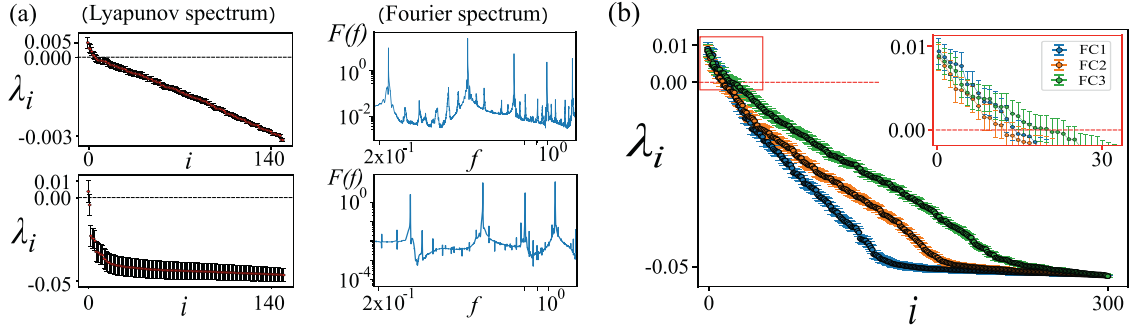 (a)
(Lyapunov spectrum)
0.005
0.000
-0.003
λi
0
i
140
(Fourier spectrum)
F(f)
10^0
10^-2
2x10^-1
f
10^0
0.01
0.00
-0.05
λi
0
i
140
F(f)
10^0
10^-4
2x10^-1
f
10^0
(b)
0.01
0.00
-0.05
λi
0
i
300
0.01
0.00
0
30
FC1
FC2
FC3